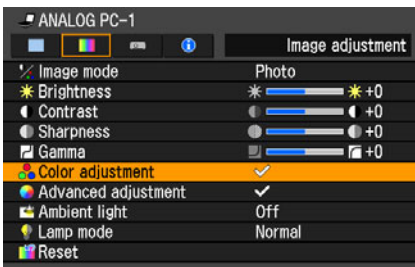 ANALOG PC-1
Image adjustment
Image mode Photo
Brightness +0
Contrast +0
Sharpness +0
Gamma +0
Color adjustment
Advanced adjustment
Ambient light Off
Lamp mode Normal
Reset